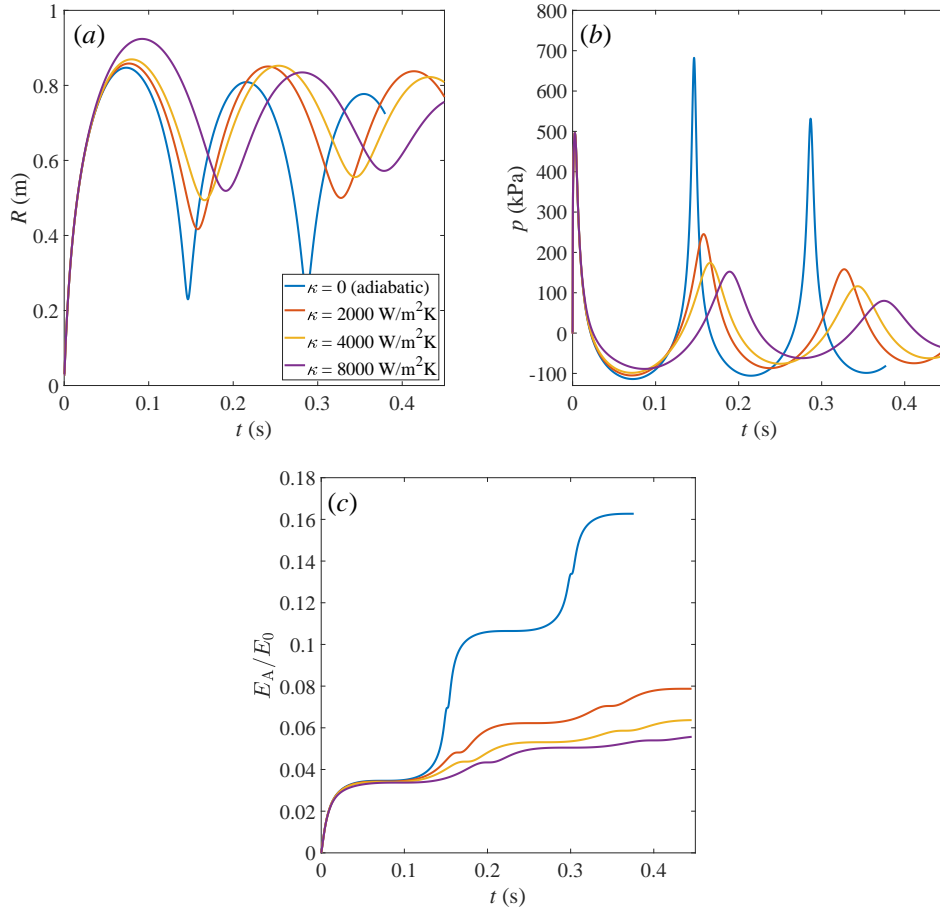 (a)
1
0.8
0.6
0.4
0.2
0
R (m)
0 0.1 0.2 0.3 0.4
t (s)
κ = 0 (adiabatic)
κ = 2000 W/m²K
κ = 4000 W/m²K
κ = 8000 W/m²K
(b)
800
700
600
500
400
300
200
100
0
-100
p (kPa)
0 0.1 0.2 0.3 0.4
t (s)
(c)
0.18
0.16
0.14
0.12
0.1
0.08
0.06
0.04
0.02
0
E_A/E_0
0 0.1 0.2 0.3 0.4
t (s)